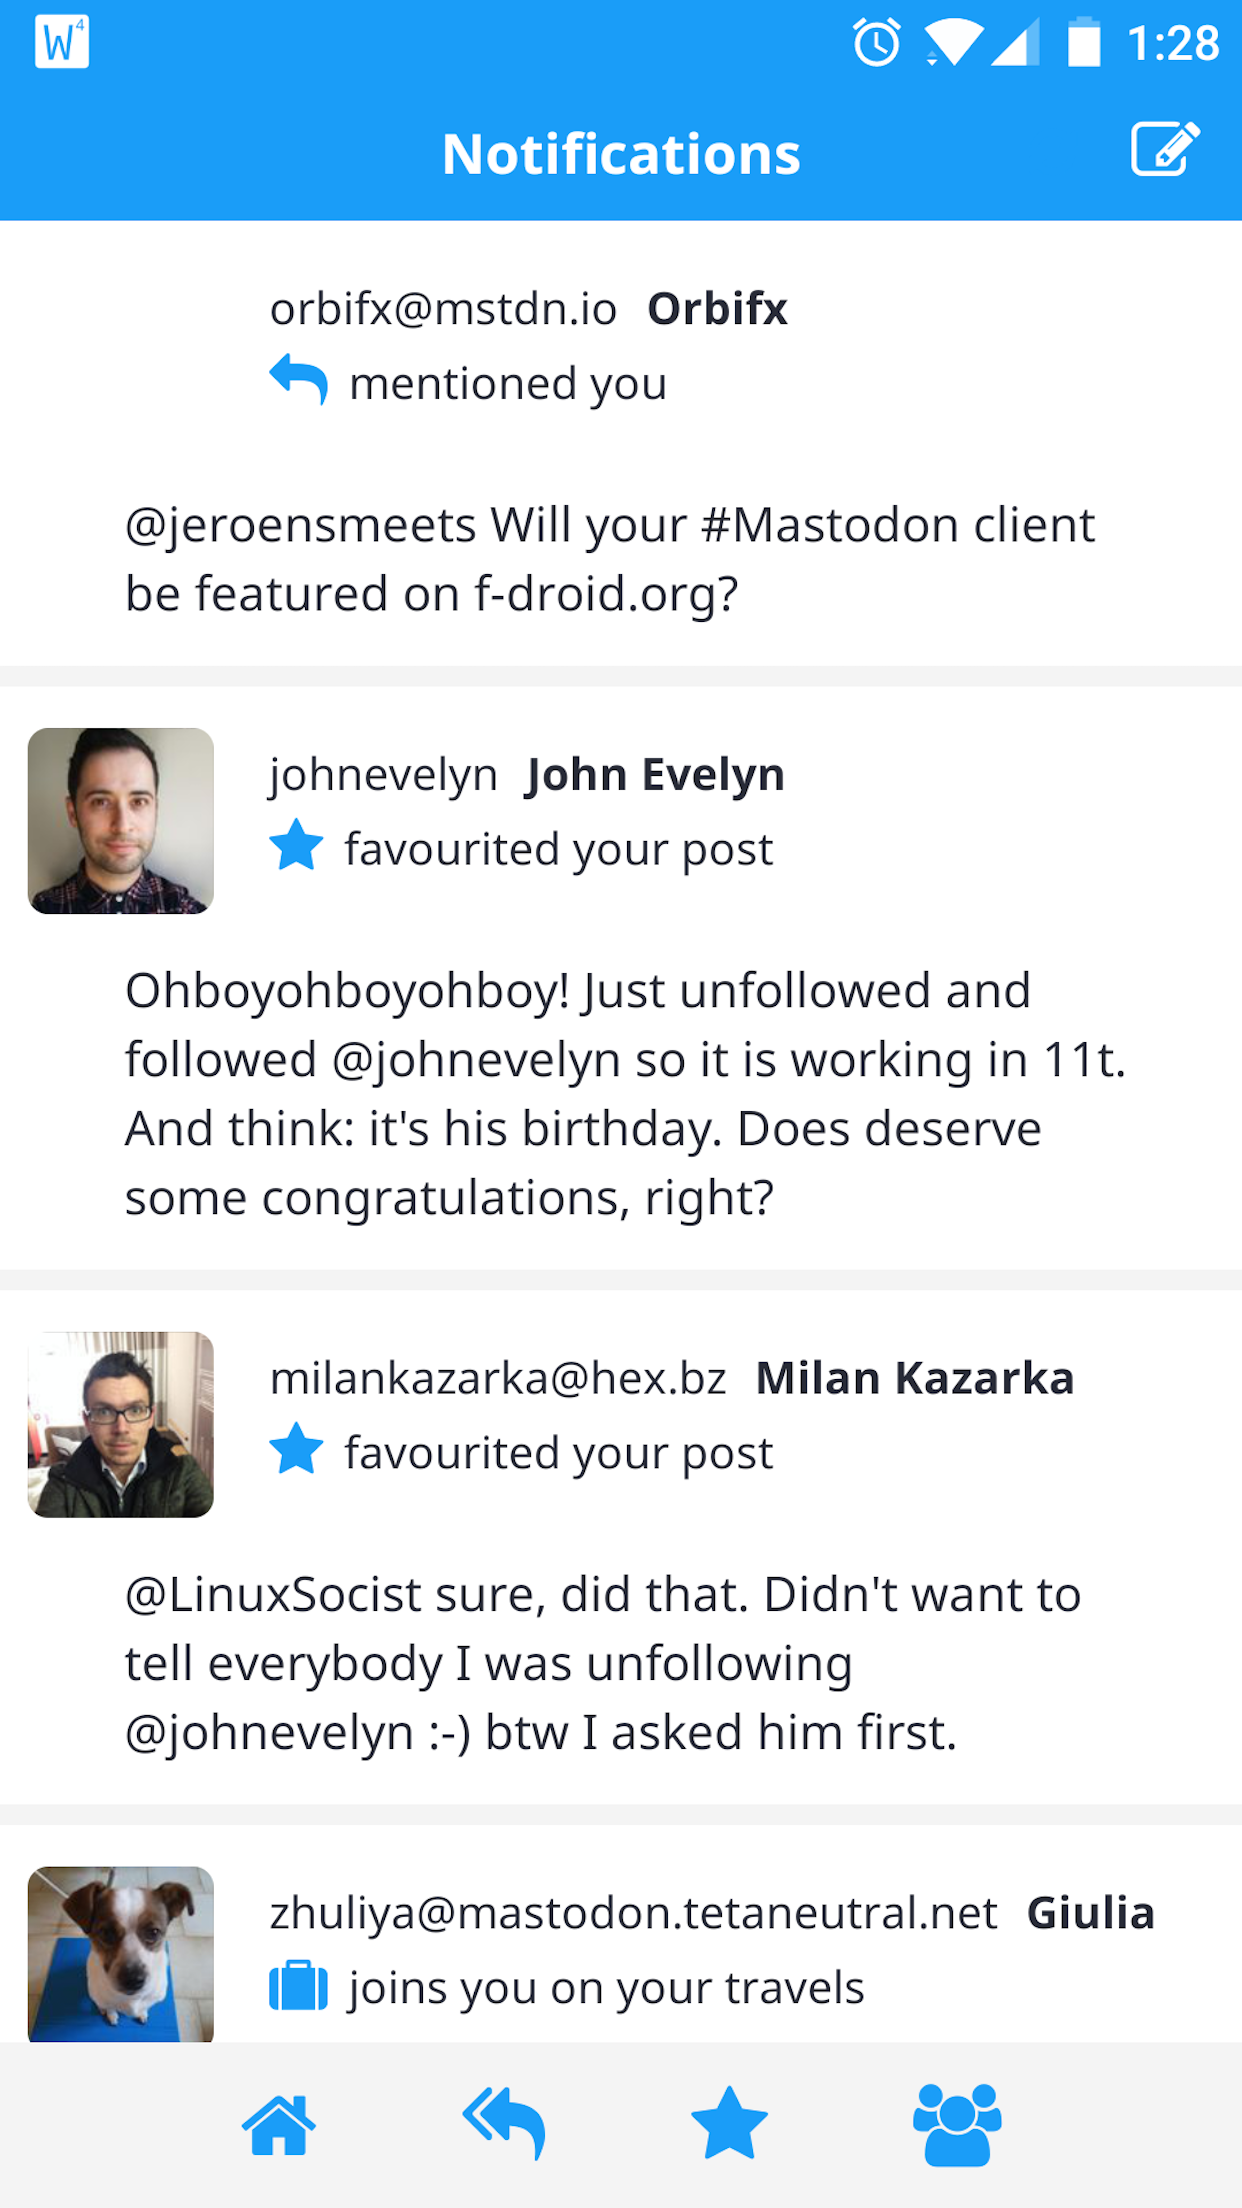 W4
1:28
Notifications
orbifx@mstdn.io Orbifx
mentioned you
@jeroensmeets Will your #Mastodon client
be featured on f-droid.org?
johnevelyn John Evelyn
favourited your post
Ohboyohboyohboy! Just unfollowed and
followed @johnevelyn so it is working in 11t.
And think: it's his birthday. Does deserve
some congratulations, right?
milankazarka@hex.bz Milan Kazarka
favourited your post
@LinuxSocist sure, did that. Didn't want to
tell everybody I was unfollowing
@johnevelyn :-) btw I asked him first.
zhuliya@mastodon.tetaneutral.net Giulia
joins you on your travels